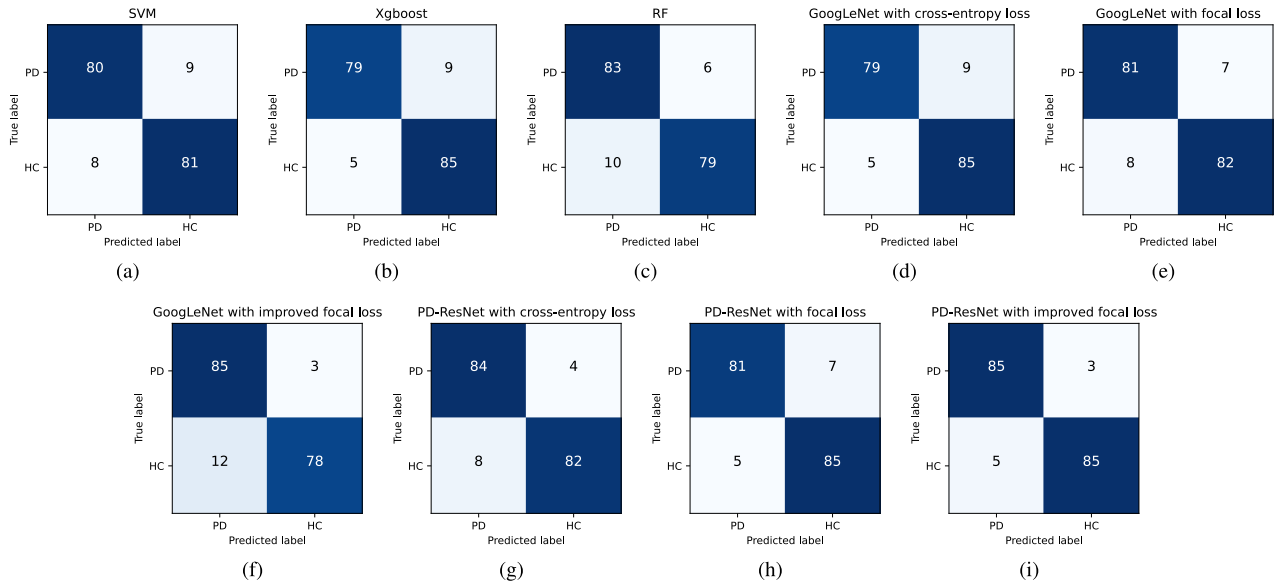 SVM
True label
PD
80
9
HC
8
81
PD
HC
Predicted label
(a)
Xgboost
True label
PD
79
9
HC
5
85
PD
HC
Predicted label
(b)
RF
True label
PD
83
6
HC
10
79
PD
HC
Predicted label
(c)
GoogLeNet with cross-entropy loss
True label
PD
79
9
HC
5
85
PD
HC
Predicted label
(d)
GoogLeNet with focal loss
True label
PD
81
7
HC
8
82
PD
HC
Predicted label
(e)
GoogLeNet with improved focal loss
True label
PD
85
3
HC
12
78
PD
HC
Predicted label
(f)
PD-ResNet with cross-entropy loss
True label
PD
84
4
HC
8
82
PD
HC
Predicted label
(g)
PD-ResNet with focal loss
True label
PD
81
7
HC
5
85
PD
HC
Predicted label
(h)
PD-ResNet with improved focal loss
True label
PD
85
3
HC
5
85
PD
HC
Predicted label
(i)